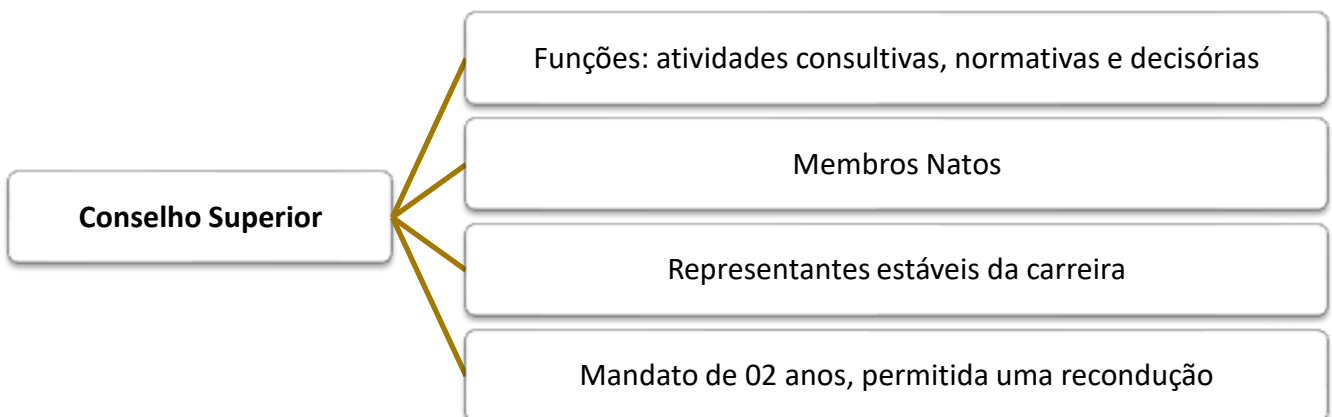 Funções: atividades consultivas, normativas e decisórias
Membros Natos
Conselho Superior
Representantes estáveis da carreira
Mandato de 02 anos, permitida uma recondução